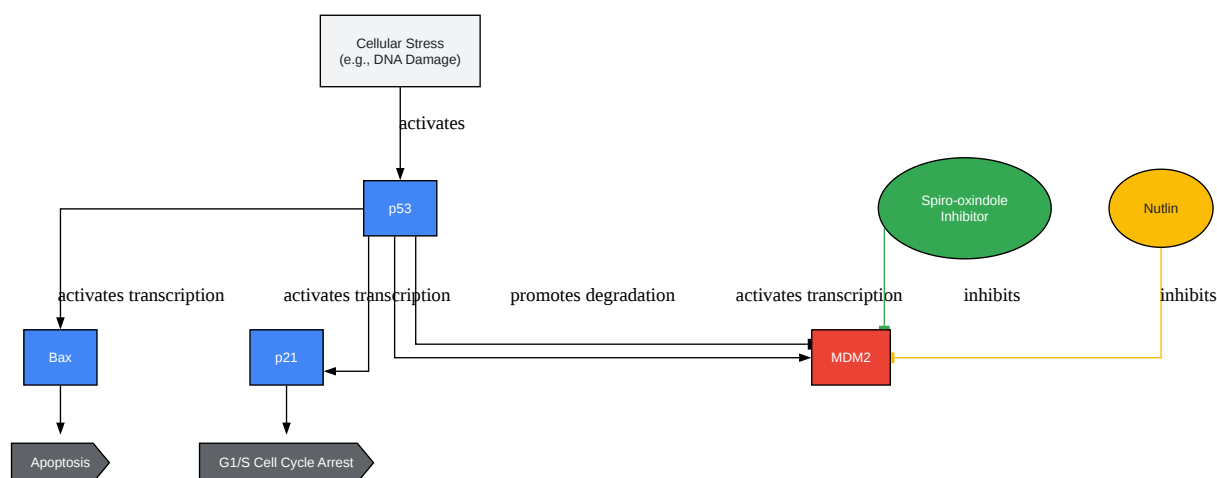 Cellular Stress
(e.g., DNA Damage)
activates
p53
Spiro-oxindole
Inhibitor
Nutlin
activates transcription
activates transcription
promotes degradation
activates transcription
inhibits
inhibits
Bax
p21
MDM2
Apoptosis
G1/S Cell Cycle Arrest